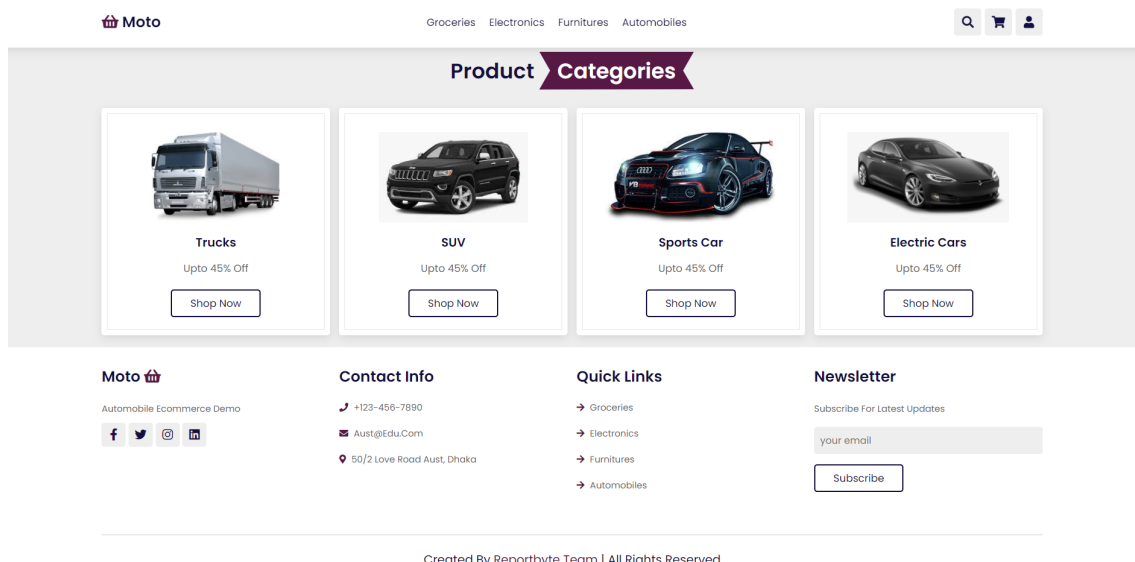 Moto
Groceries Electronics Furnitures Automobiles
Product Categories
Trucks
Upto 45% Off
Shop Now
SUV
Upto 45% Off
Shop Now
Sports Car
Upto 45% Off
Shop Now
Electric Cars
Upto 45% Off
Shop Now
Moto
Automobile Ecommerce Demo
Contact Info
+123-456-7890
Aust@Edu.Com
50/2 Love Road Aust, Dhaka
Quick Links
Groceries
Electronics
Furnitures
Automobiles
Newsletter
Subscribe For Latest Updates
your email
Subscribe
Created By Reportbyte Team | All Rights Reserved